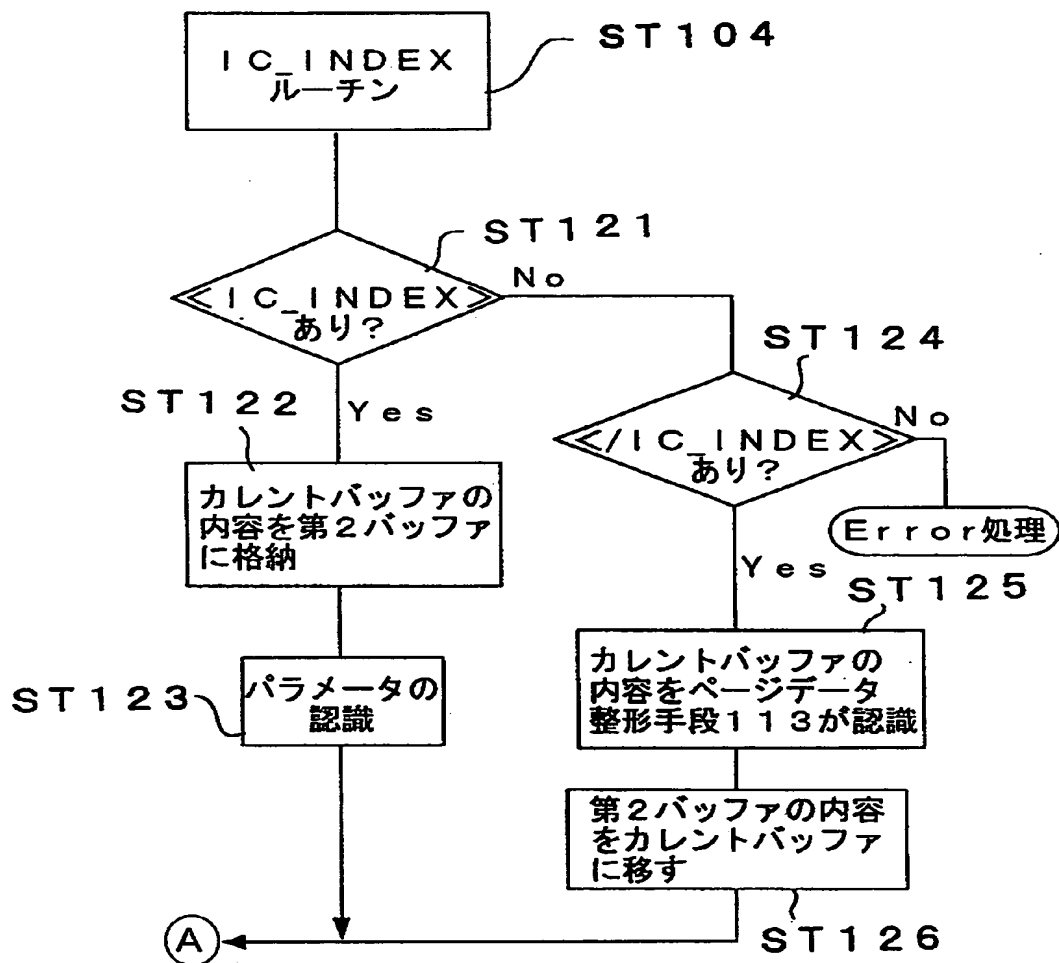 ST104
IC_INDEX
ルーチン
ST121
≪IC_INDEX≫
あり?
No
ST124
ST122
Yes
≪/IC_INDEX≫
あり?
No
カレントバッファの
内容を第2バッファ
に格納
Error処理
Yes
ST125
ST123
パラメータの
認識
カレントバッファの
内容をページデータ
整形手段113が認識
第2バッファの内容
をカレントバッファ
に移す
A
ST126